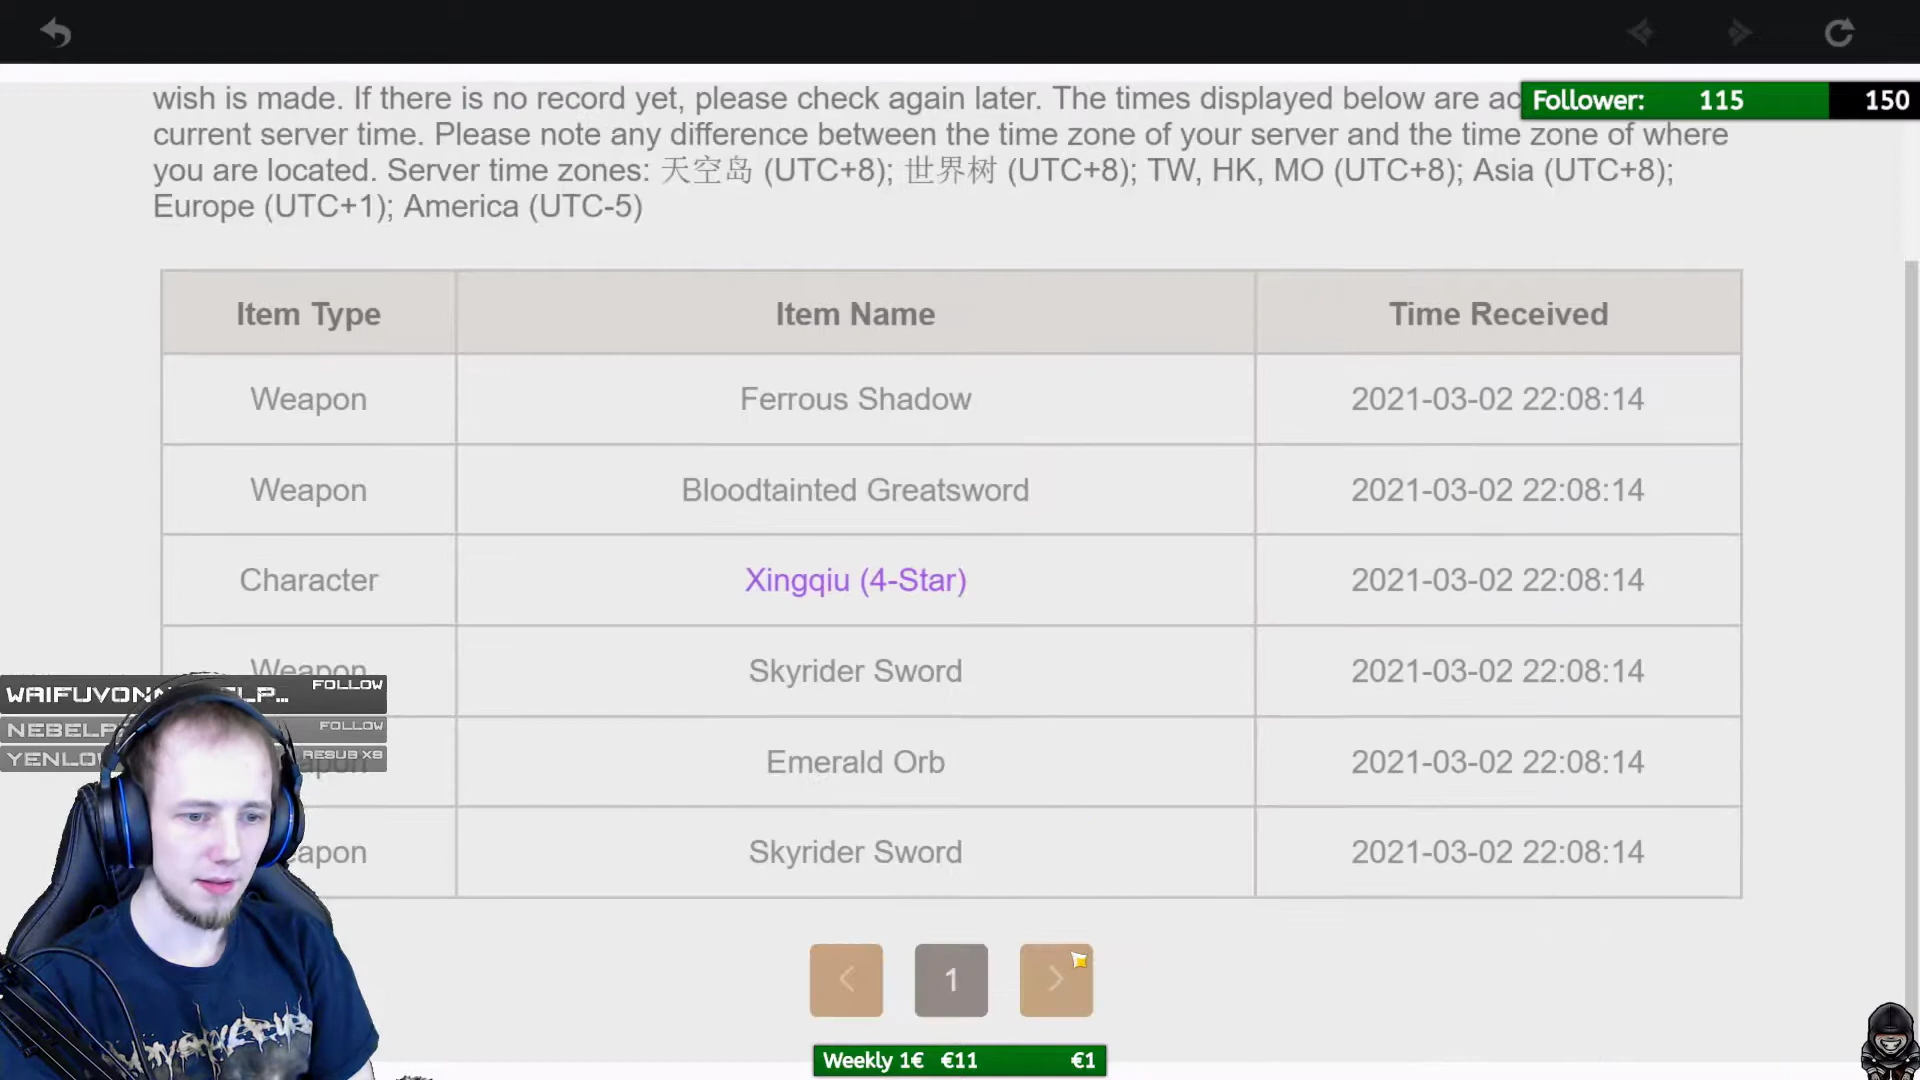 wish is made. If there is no record yet, please check again later. The times displayed below are ac
Follower: 115 150
current server time. Please note any difference between the time zone of your server and the time zone of where
you are located. Server time zones: 天空岛 (UTC+8); 世界树 (UTC+8); TW, HK, MO (UTC+8); Asia (UTC+8);
Europe (UTC+1); America (UTC-5)
Item Type Item Name Time Received
Weapon Ferrous Shadow 2021-03-02 22:08:14
Weapon Bloodtainted Greatsword 2021-03-02 22:08:14
Character Xingqiu (4-Star) 2021-03-02 22:08:14
Weapon Skyrider Sword 2021-03-02 22:08:14
FOLLOW
FOLLOW
RESUB X8
Emerald Orb 2021-03-02 22:08:14
Skyrider Sword 2021-03-02 22:08:14
1
Weekly 1€ €11 €1